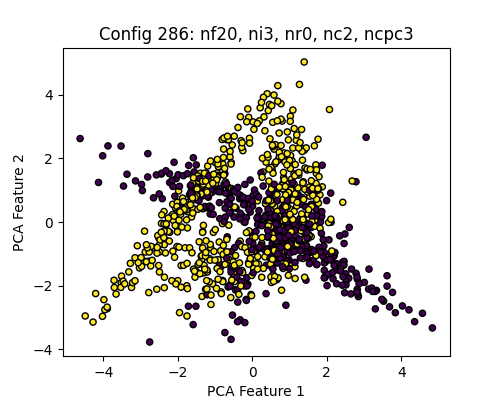 Config 286: nf20, ni3, nr0, nc2, ncpc3
PCA Feature 2
4
2
0
−2
−4
−4 −2 0 2 4
PCA Feature 1